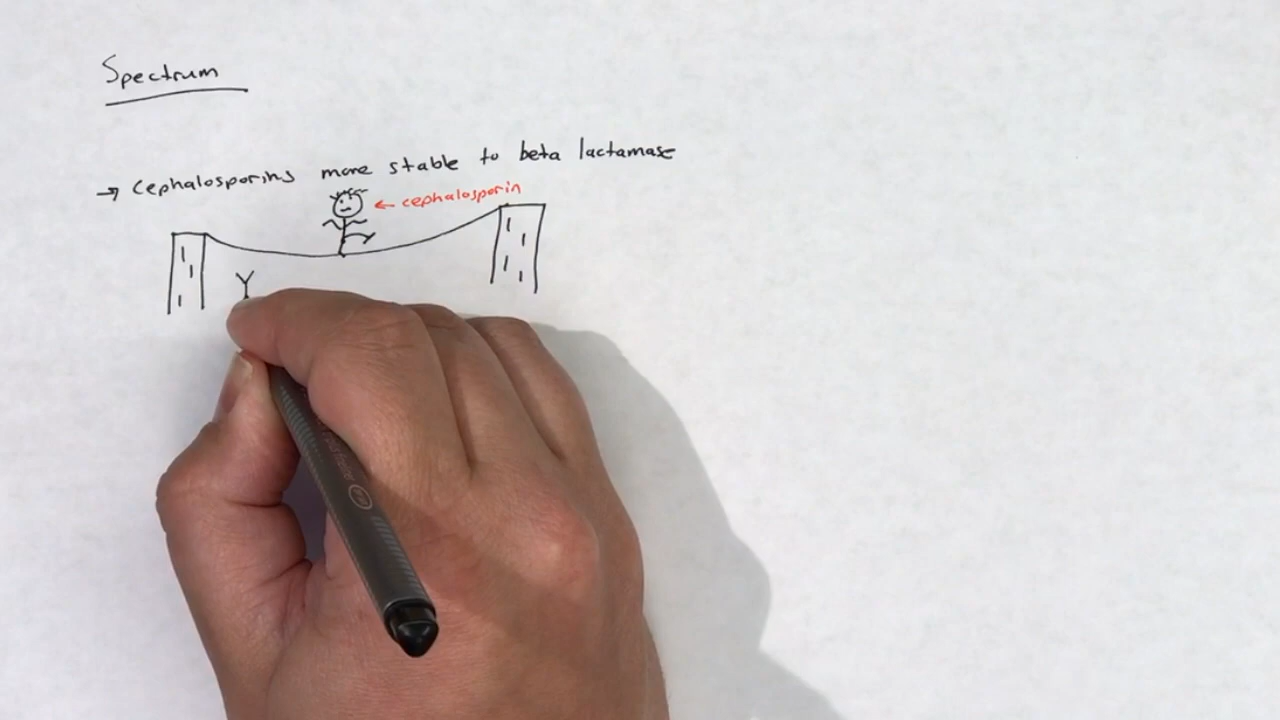 Spectrum
→ Cephalosporins more stable to beta lactamase
← cephalosporin